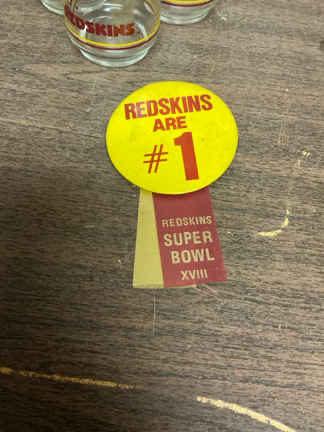 REDSKINS
REDSKINS
ARE
# 1
REDSKINS
SUPER
BOWL
XVIII